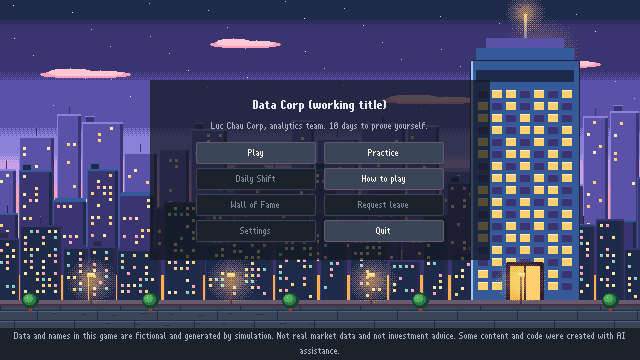 Data Corp (working title)
Luc Chau Corp, analytics team. 10 days to prove yourself.
Play
Practice
Daily Shift
How to play
Wall of Fame
Request leave
Settings
Quit
Data and names in this game are fictional and generated by simulation. Not real market data and not investment advice. Some content and code were created with AI
assistance.